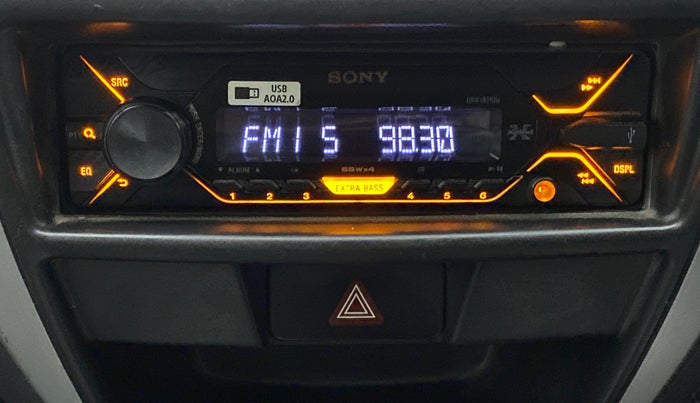 SONY
SRC
USB
AOA2.0
FM1 5 98.30
EQ
DSPL
ALBUM
55W x 4
EXTRA BASS
1 2 3 4 5 6